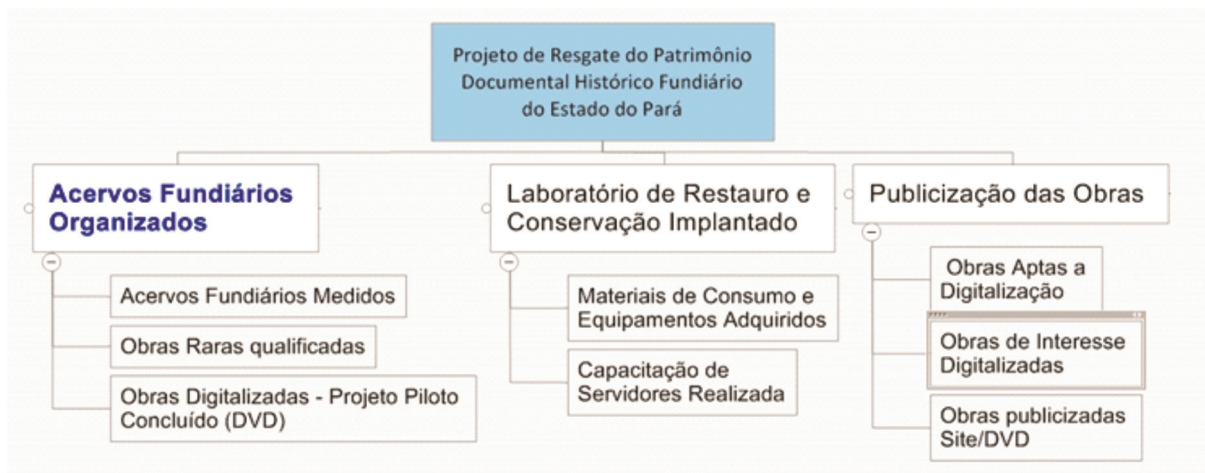 Projeto de Resgate do Patrimônio
Documental Histórico Fundiário
do Estado do Pará
Acervos Fundiários
Organizados
Acervos Fundiários Medidos
Obras Raras qualificadas
Obras Digitalizadas - Projeto Piloto
Concluído (DVD)
Laboratório de Restauro e
Conservação Implantado
Materiais de Consumo e
Equipamentos Adquiridos
Capacitação de
Servidores Realizada
Publicização das Obras
Obras Aptas a
Digitalização
Obras de Interesse
Digitalizadas
Obras publicizadas
Site/DVD